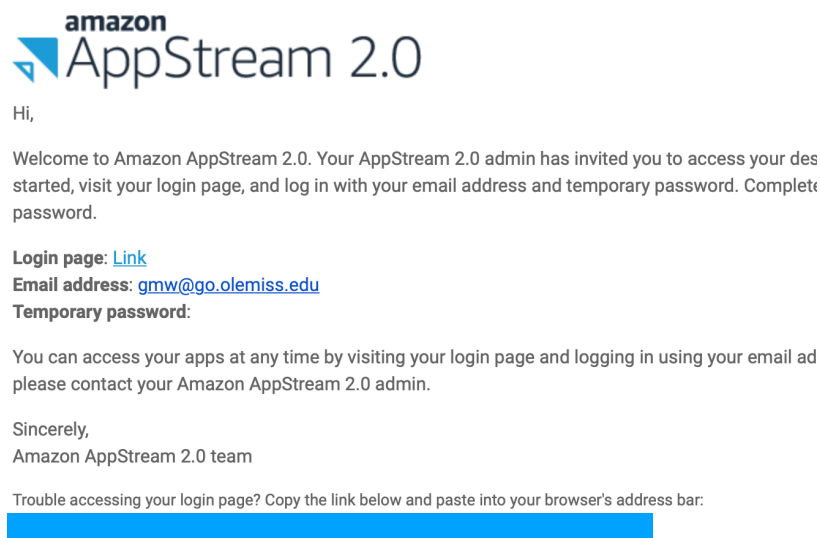 amazon
AppStream 2.0
Hi,
Welcome to Amazon AppStream 2.0. Your AppStream 2.0 admin has invited you to access your des
started, visit your login page, and log in with your email address and temporary password. Complete
password.
Login page: Link
Email address: gmw@go.olemiss.edu
Temporary password:
You can access your apps at any time by visiting your login page and logging in using your email ad
please contact your Amazon AppStream 2.0 admin.
Sincerely,
Amazon AppStream 2.0 team
Trouble accessing your login page? Copy the link below and paste into your browser's address bar: